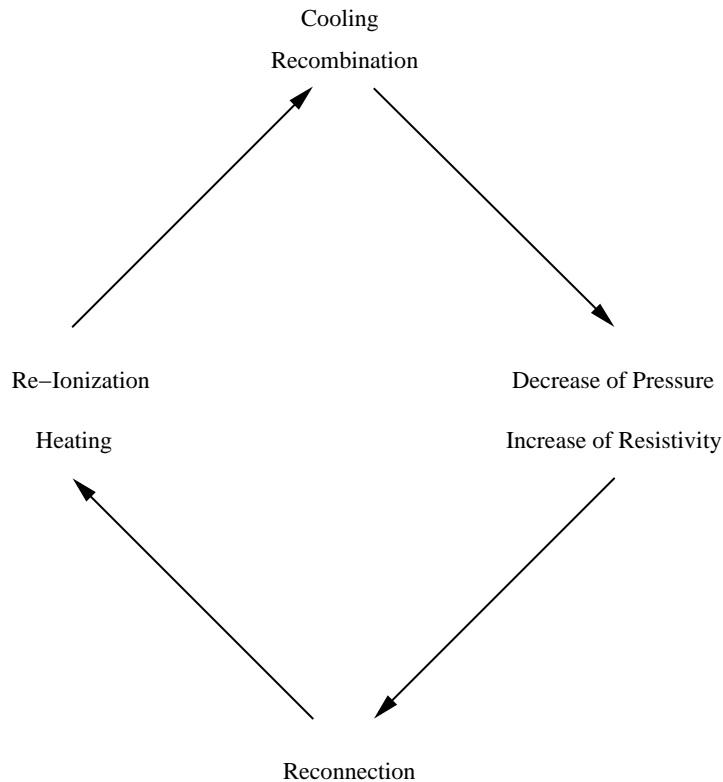 Cooling
Recombination
Re−Ionization
Heating
Decrease of Pressure
Increase of Resistivity
Reconnection